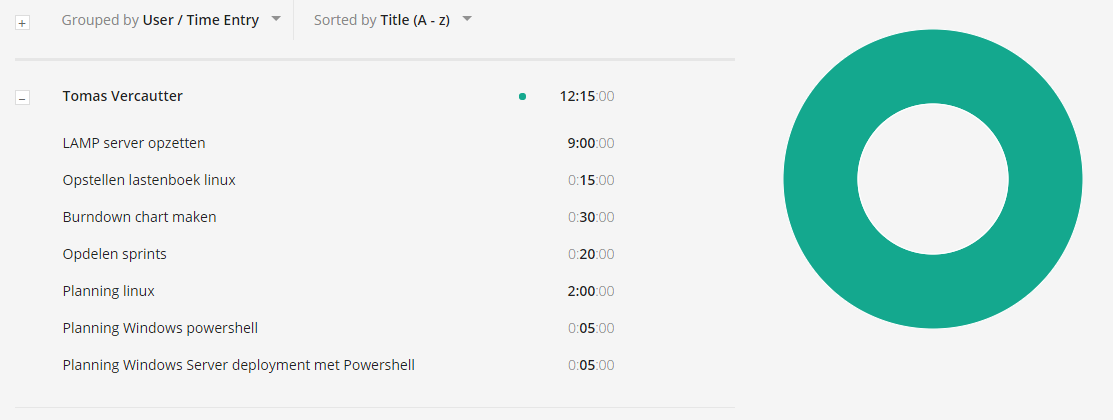 Grouped by User / Time Entry Sorted by Title (A - z)
Tomas Vercautter 12:15:00
LAMP server opzetten 9:00:00
Opstellen lastenboek linux 0:15:00
Burndown chart maken 0:30:00
Opdelen sprints 0:20:00
Planning linux 2:00:00
Planning Windows powershell 0:05:00
Planning Windows Server deployment met Powershell 0:05:00